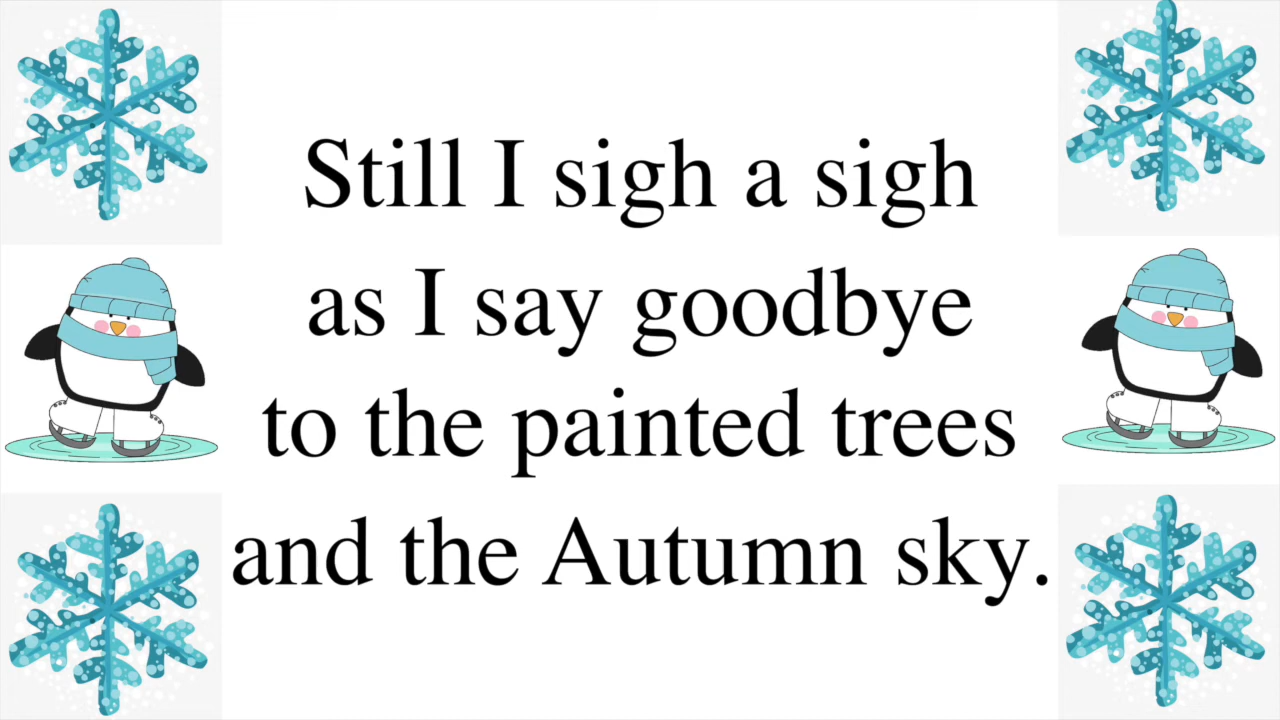 Still I sigh a sigh
as I say goodbye
to the painted trees
and the Autumn sky.